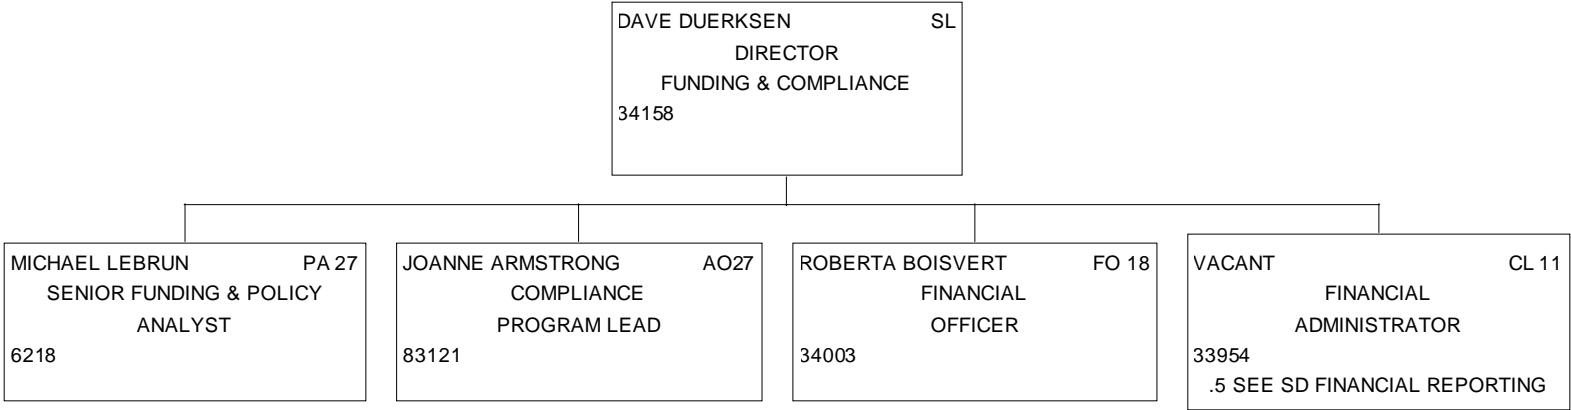 DAVE DUERKSEN SL
DIRECTOR
FUNDING & COMPLIANCE
34158
MICHAEL LEBRUN PA 27
SENIOR FUNDING & POLICY
ANALYST
6218
JOANNE ARMSTRONG AO27
COMPLIANCE
PROGRAM LEAD
83121
ROBERTA BOISVERT FO 18
FINANCIAL
OFFICER
34003
VACANT CL 11
FINANCIAL
ADMINISTRATOR
33954
.5 SEE SD FINANCIAL REPORTING